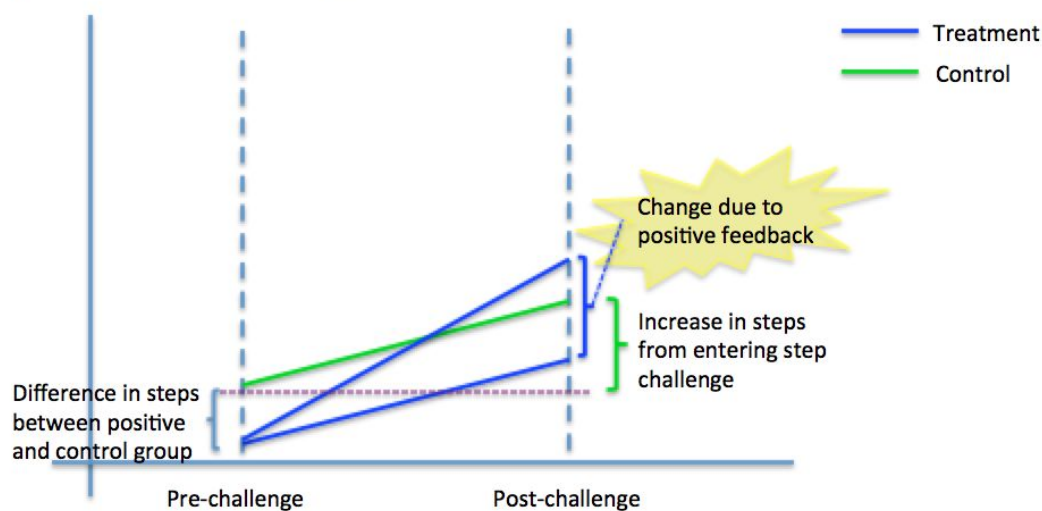 Treatment
Control
Change due to
positive feedback
Increase in steps
from entering step
challenge
Difference in steps
between positive
and control group
Pre-challenge
Post-challenge